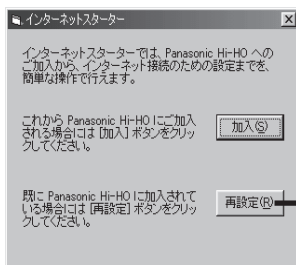 インターネットスターター
インターネットスターターでは、Panasonic Hi-HO への
ご加入から、インターネット接続のための設定までを、
簡単な操作で行えます。
これから Panasonic Hi-HO にご加入
される場合には [加入] ボタンをクリッ
クしてください。
加入(S)
既に Panasonic Hi-HO に加入されて
いる場合には [再設定] ボタンをクリッ
クしてください。
再設定(R)